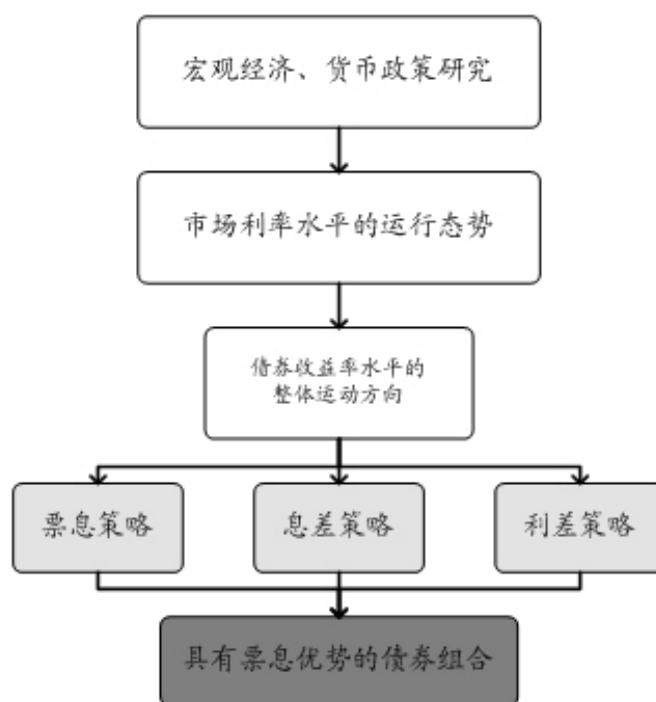 宏观经济、货币政策研究
市场利率水平的运行态势
债券收益率水平的
整体运动方向
票息策略
息差策略
利差策略
具有票息优势的债券组合